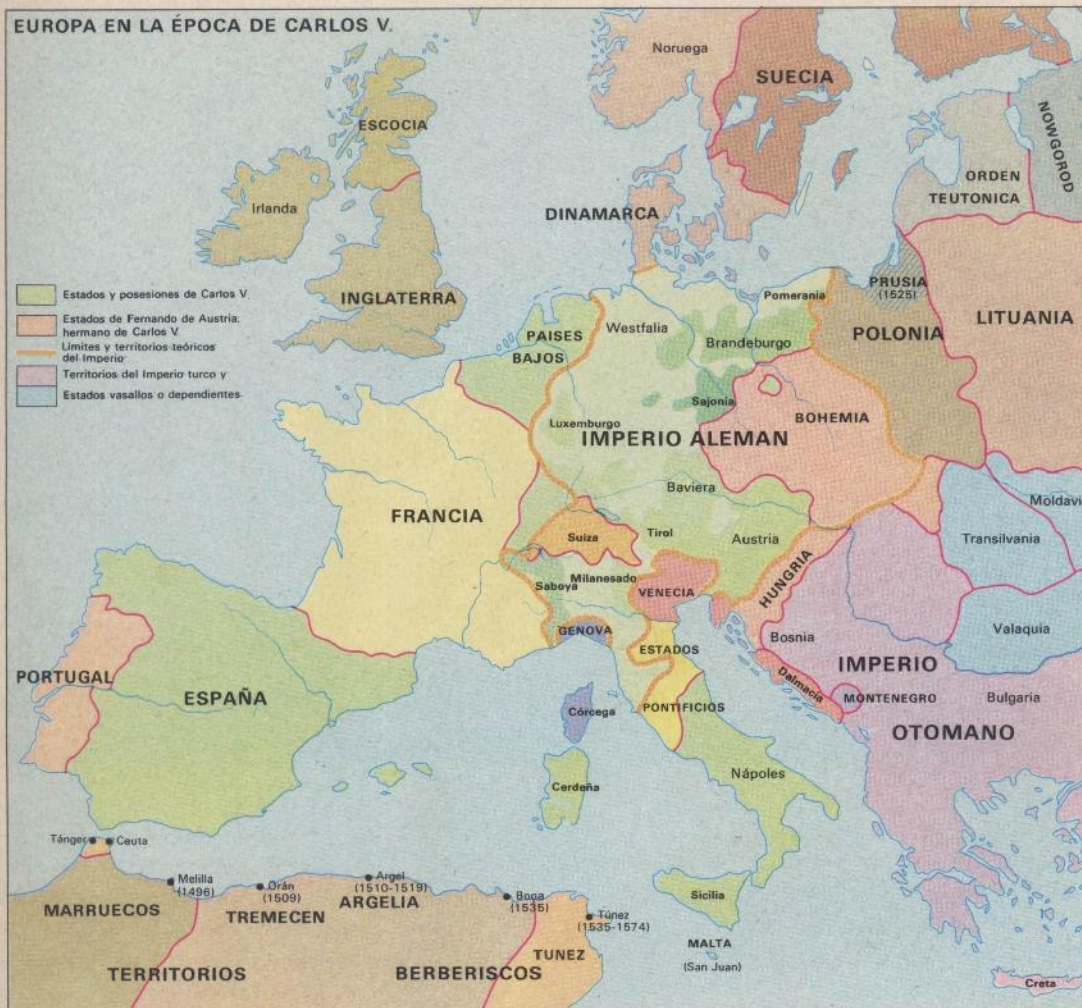 EUROPA EN LA ÉPOCA DE CARLOS V.
Noruega
SUECIA
NOWGOROD
ESCOCIA
ORDEN
TEUTONICA
Irlanda
DINAMARCA
INGLATERRA
PRUSIA
(1525)
Pomerania
LITUANIA
POLONIA
Estados y posesiones de Carlos V
Estados de Fernando de Austria,
hermano de Carlos V
Limites y territorios teóricos
del Imperio
Territorios del Imperio turco y
Estados vasallos o dependientes
PAISES
BAJOS
Westfalia
Brandeburgo
Sajonia
Luxemburgo
IMPERIO ALEMAN
BOHEMIA
Baviera
Moldavi
FRANCIA
Suiza
Tirol
Austria
Transilvania
HUNGRIA
Saboya
Milanesado
VENECIA
GENOVA
ESTADOS
PONTIFICIOS
Bosnia
Valaquia
IMPERIO
OTOMANO
Dalmacia
MONTENEGRO
Bulgaria
PORTUGAL
ESPAÑA
Córcega
Cerdeña
Nápoles
Tánger
Ceuta
Melilla
(1496)
Orán
(1509)
Argel
(1510-1519)
Bona
(1535)
Túnez
(1535-1574)
Sicilia
MARRUECOS
TREMECEN
ARGELIA
TUNEZ
MALTA
(San Juan)
TERRITORIOS
BERBERISCOS
Creta